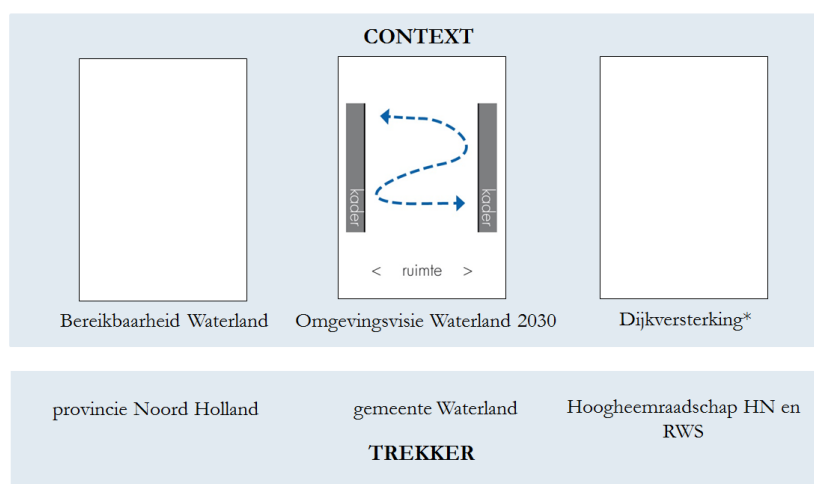 CONTEXT
kader
kader
< ruimte >
Bereikbaarheid Waterland
Omgevingsvisie Waterland 2030
Dijkversterking*
provincie Noord Holland
gemeente Waterland
Hoogheemraadschap HN en
RWS
TREKKER